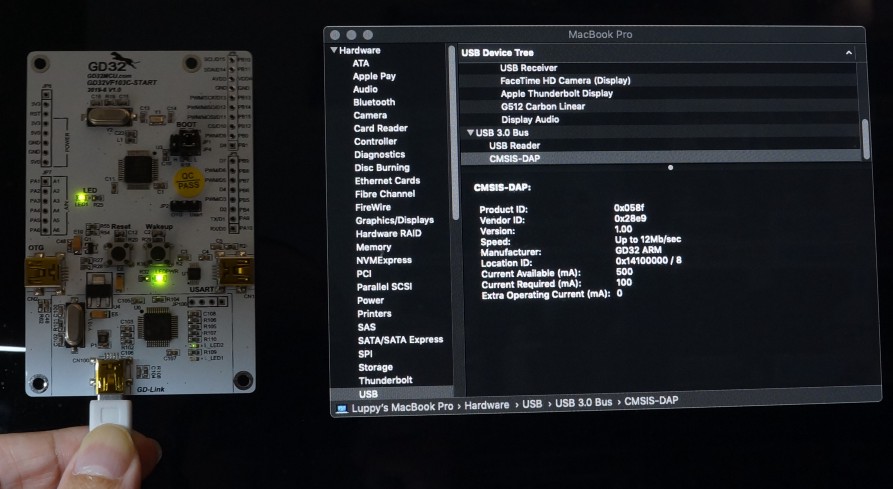 GD32
GD32MCU.com
GD32VF103C-START
2019-6 V1.0
BOOT
QC
PASS
LED
Reset
Wakeup
OTG
USART
GD-Link
MacBook Pro
Hardware
ATA
Apple Pay
Audio
Bluetooth
Camera
Card Reader
Controller
Diagnostics
Disc Burning
Ethernet Cards
Fibre Channel
FireWire
Graphics/Displays
Hardware RAID
Memory
NVMExpress
PCI
Parallel SCSI
Power
Printers
SAS
SATA/SATA Express
SPI
Storage
Thunderbolt
USB
USB Device Tree
USB Receiver
FaceTime HD Camera (Display)
Apple Thunderbolt Display
G512 Carbon Linear
Display Audio
USB 3.0 Bus
USB Reader
CMSIS-DAP
CMSIS-DAP:
Product ID: 0x058f
Vendor ID: 0x28e9
Version: 1.00
Speed: Up to 12Mb/sec
Manufacturer: GD32 ARM
Location ID: 0x14100000 / 8
Current Available (mA): 500
Current Required (mA): 100
Extra Operating Current (mA): 0
Luppy's MacBook Pro › Hardware › USB › USB 3.0 Bus › CMSIS-DAP